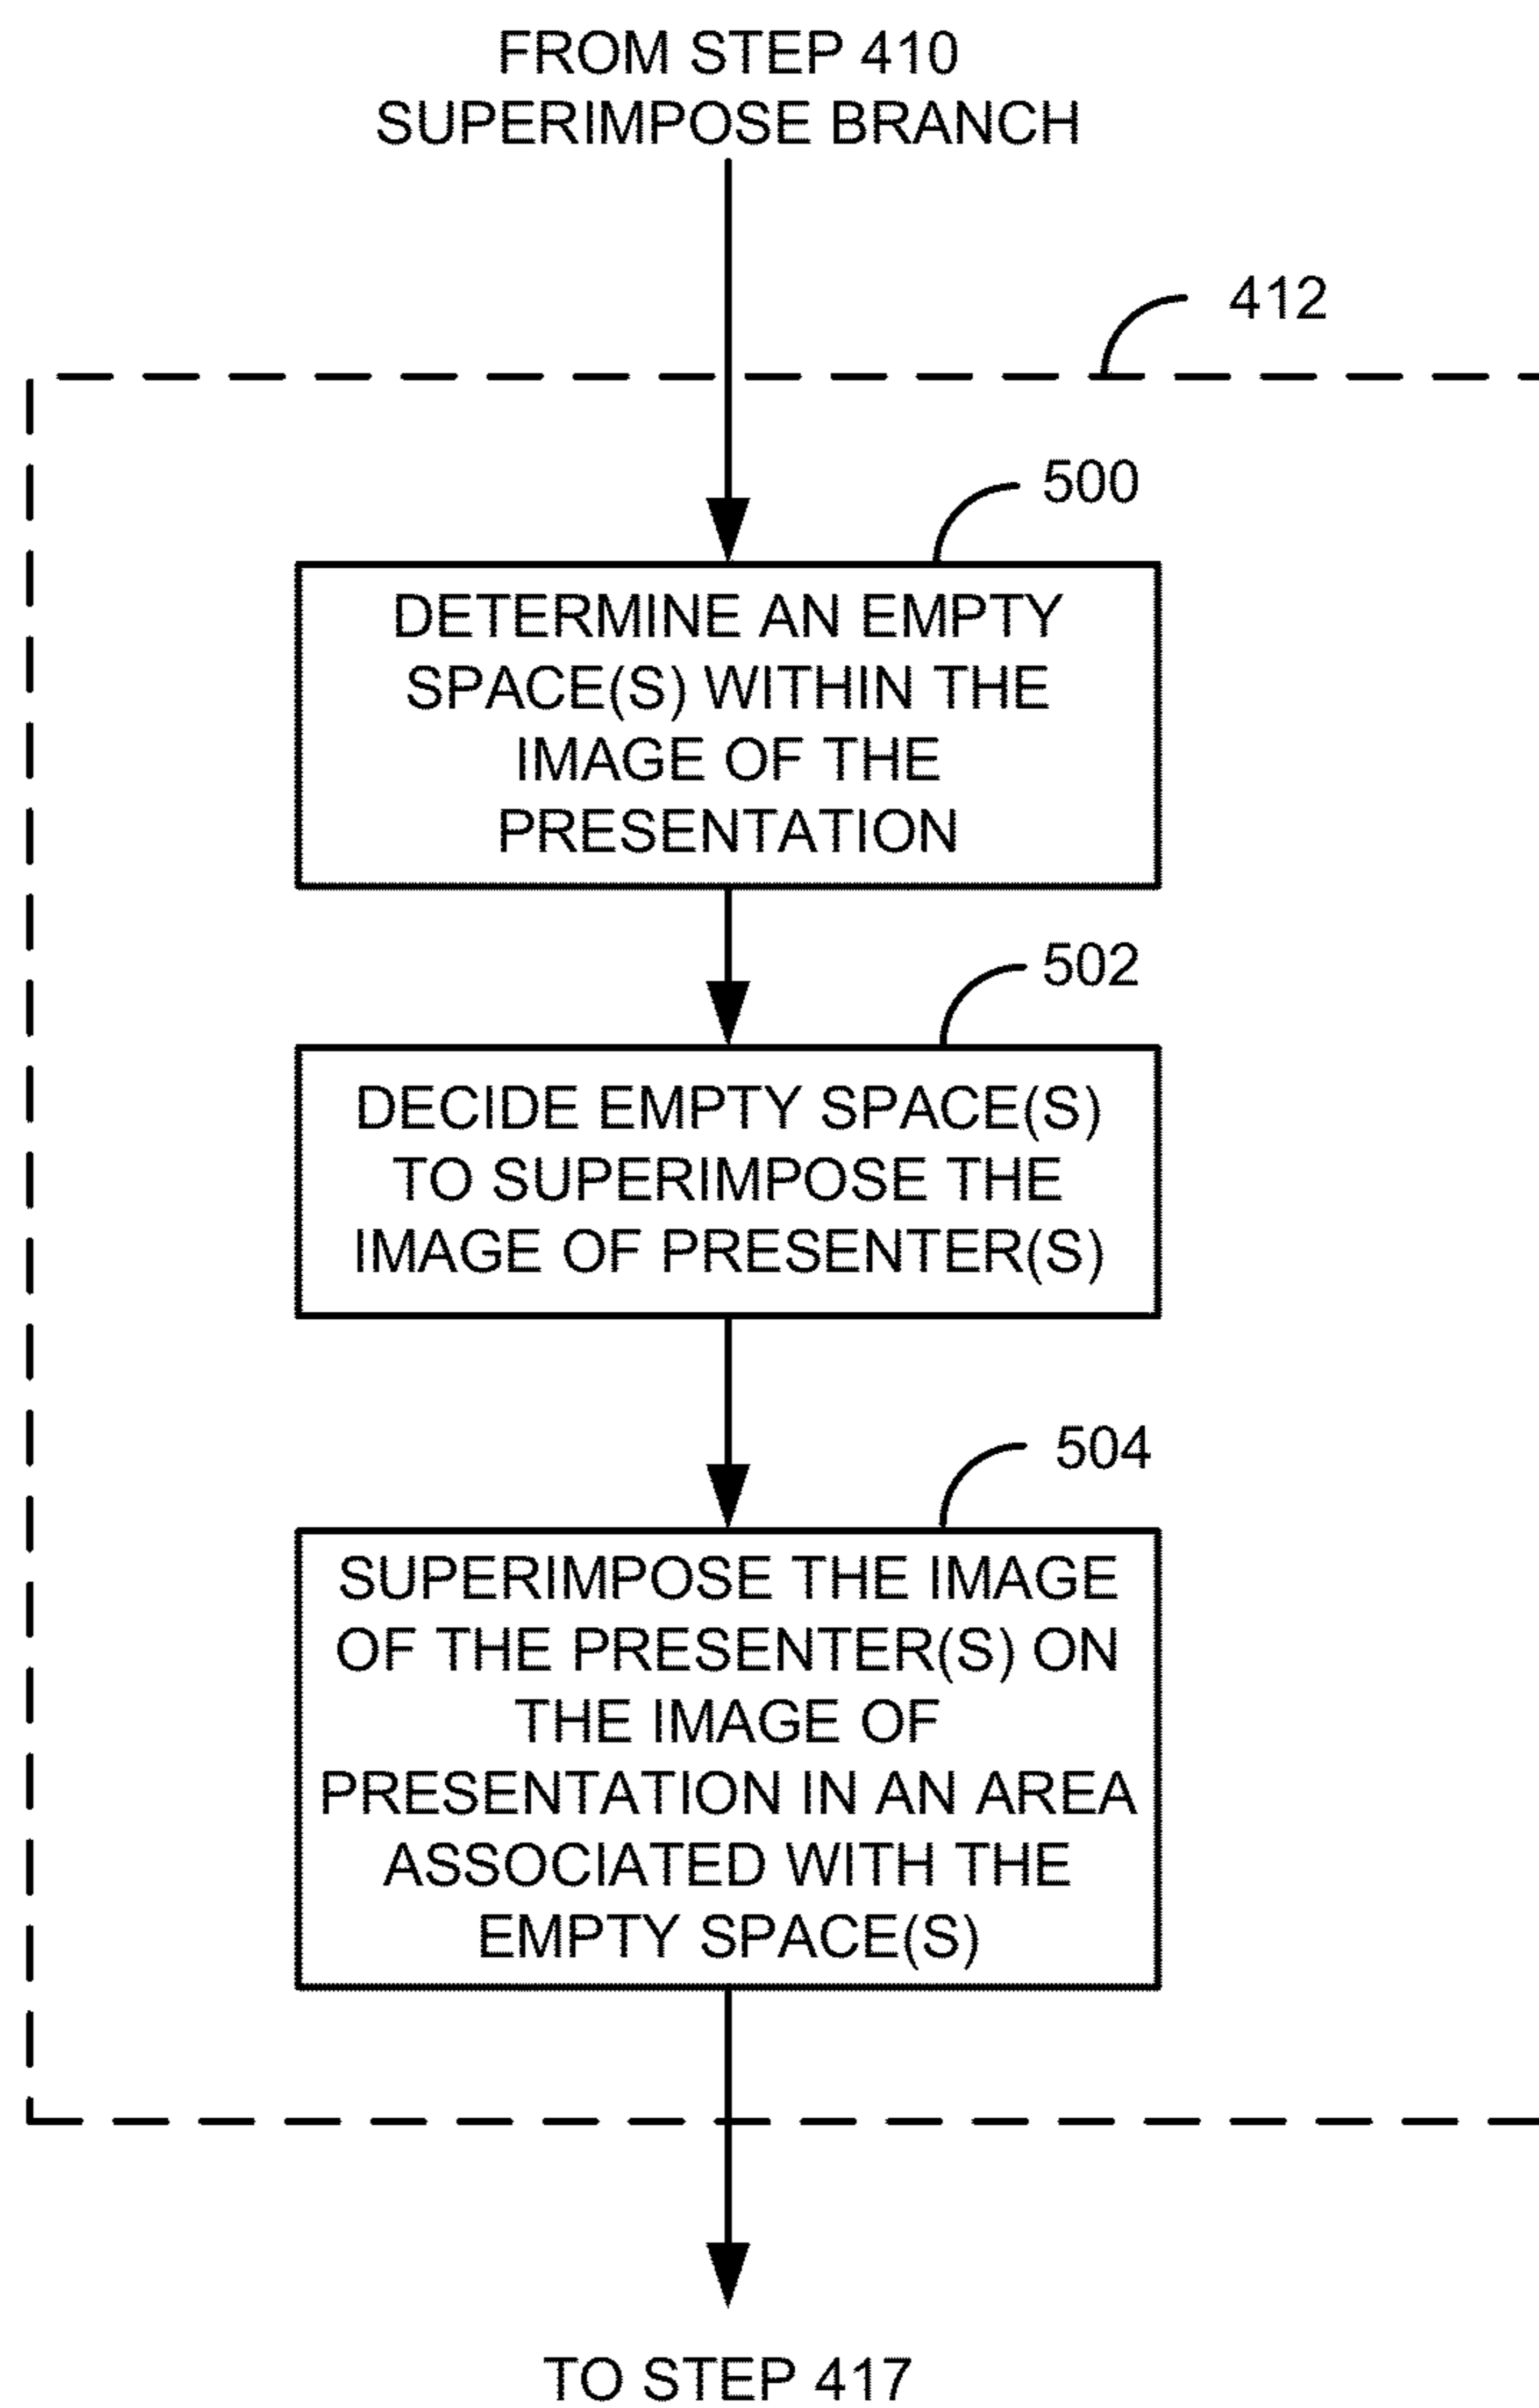 FROM STEP 410
SUPERIMPOSE BRANCH
412
500
DETERMINE AN EMPTY
SPACE(S) WITHIN THE
IMAGE OF THE
PRESENTATION
502
DECIDE EMPTY SPACE(S)
TO SUPERIMPOSE THE
IMAGE OF PRESENTER(S)
504
SUPERIMPOSE THE IMAGE
OF THE PRESENTER(S) ON
THE IMAGE OF
PRESENTATION IN AN AREA
ASSOCIATED WITH THE
EMPTY SPACE(S)
TO STEP 417